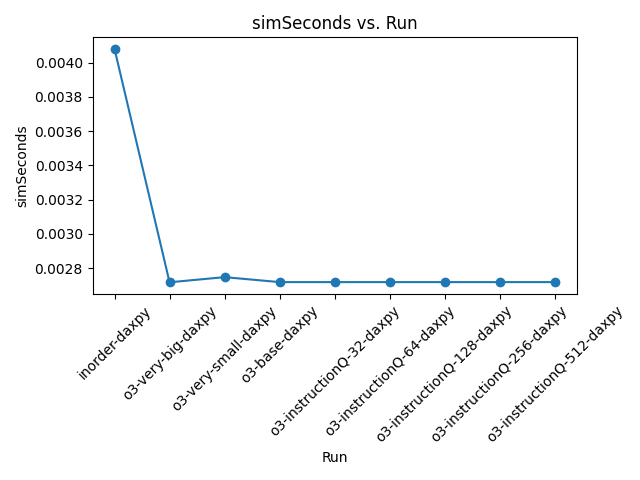 simSeconds vs. Run
simSeconds
0.0040
0.0038
0.0036
0.0034
0.0032
0.0030
0.0028
inorder-daxpy
o3-very-big-daxpy
o3-very-small-daxpy
o3-base-daxpy
o3-instructionQ-32-daxpy
o3-instructionQ-64-daxpy
o3-instructionQ-128-daxpy
o3-instructionQ-256-daxpy
o3-instructionQ-512-daxpy
Run